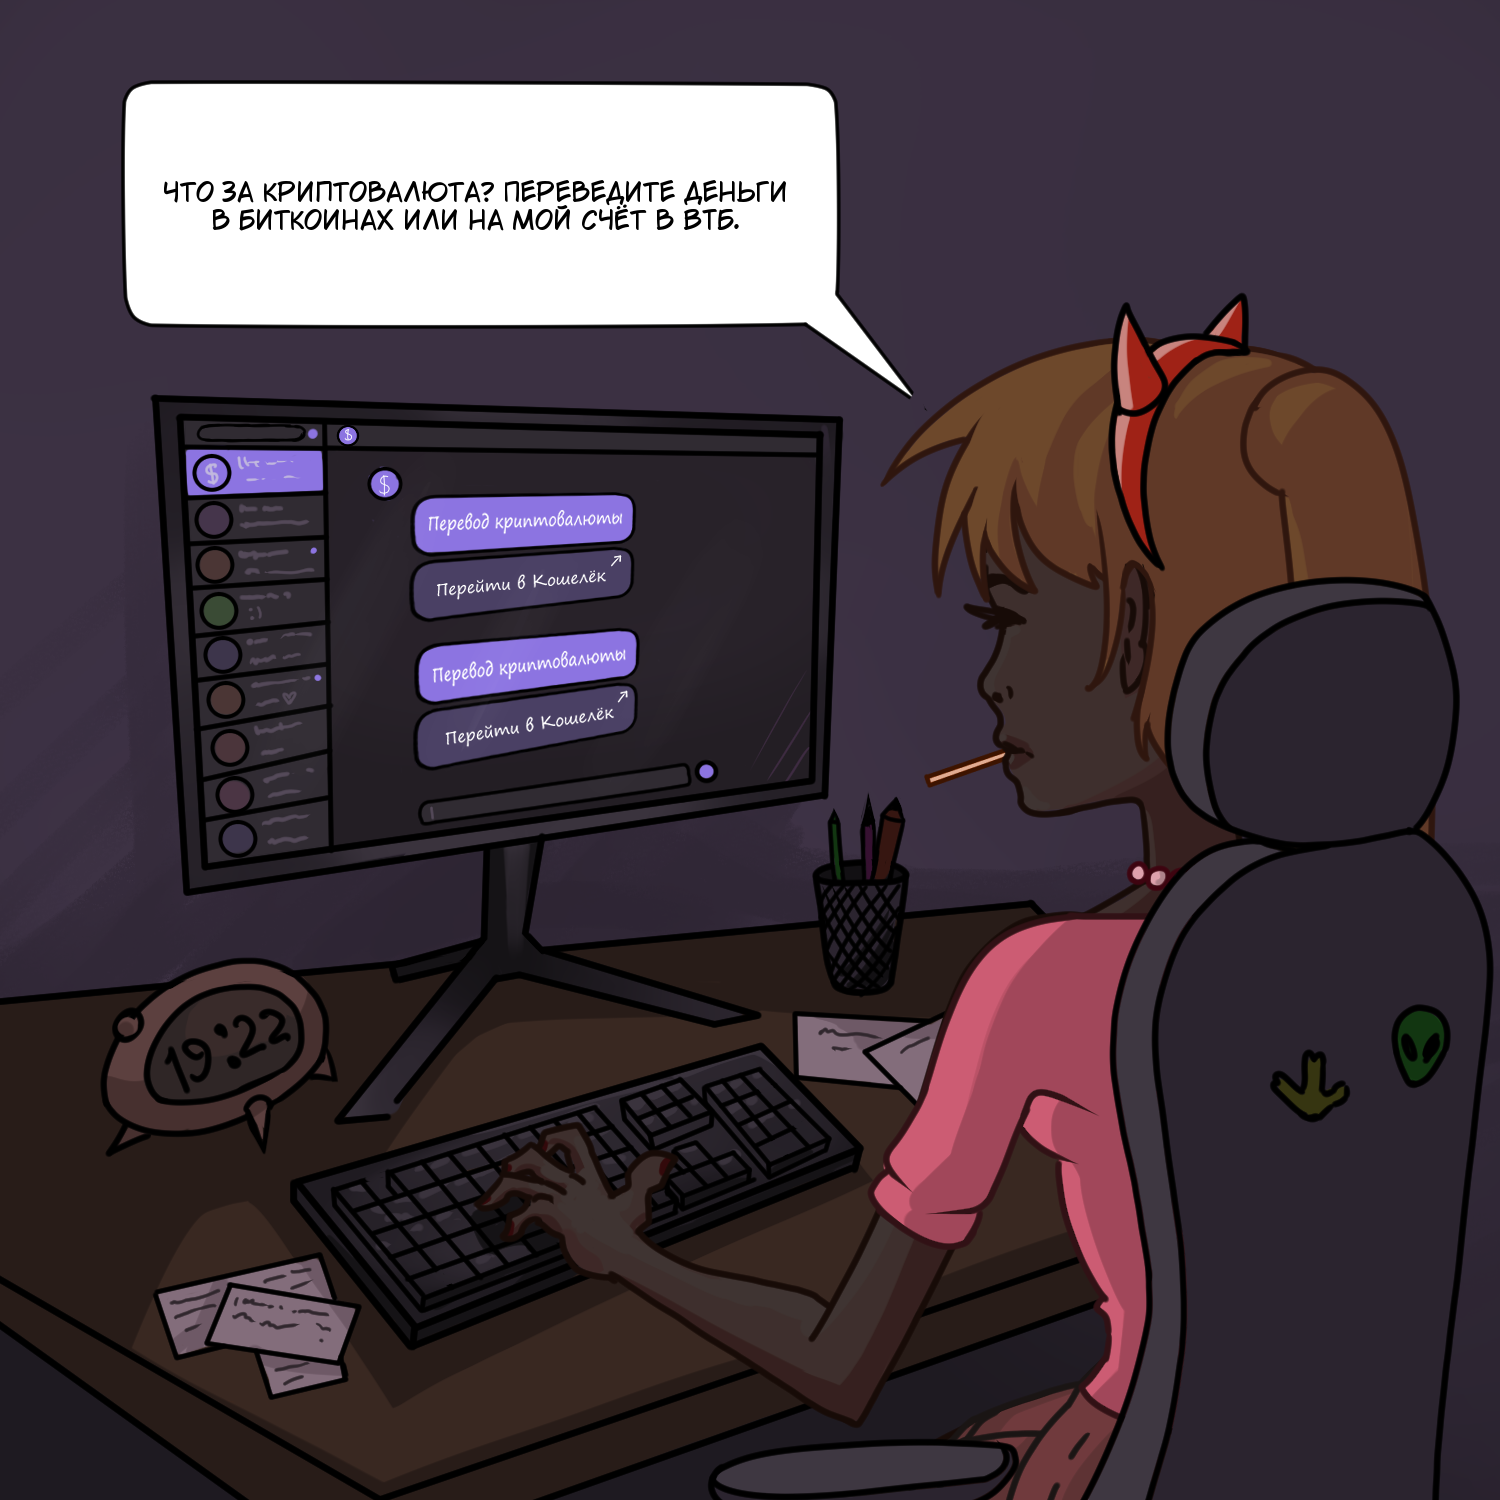 ЧТО ЗА КРИПТОВАЛЮТА? ПЕРЕВЕДИТЕ ДЕНЬГИ
В БИТКОИНАХ ИЛИ НА МОЙ СЧЁТ В ВТБ.
$
$
$
Перевод криптовалюты
Перейти в Кошелёк
:)
Перевод криптовалюты
Перейти в Кошелёк
19:22